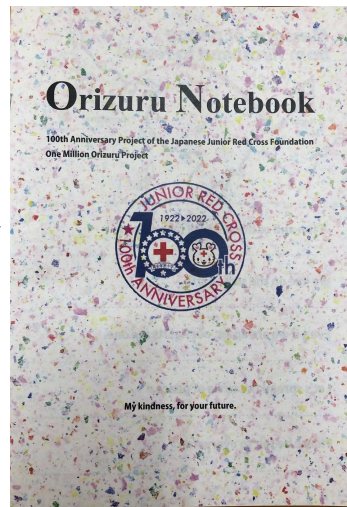 Orizuru Notebook
100th Anniversary Project of the Japanese Junior Red Cross Foundation
One Million Orizuru Project
JUNIOR RED CROSS
1922▶2022
100th
100th ANNIVERSARY
My kindness, for your future.